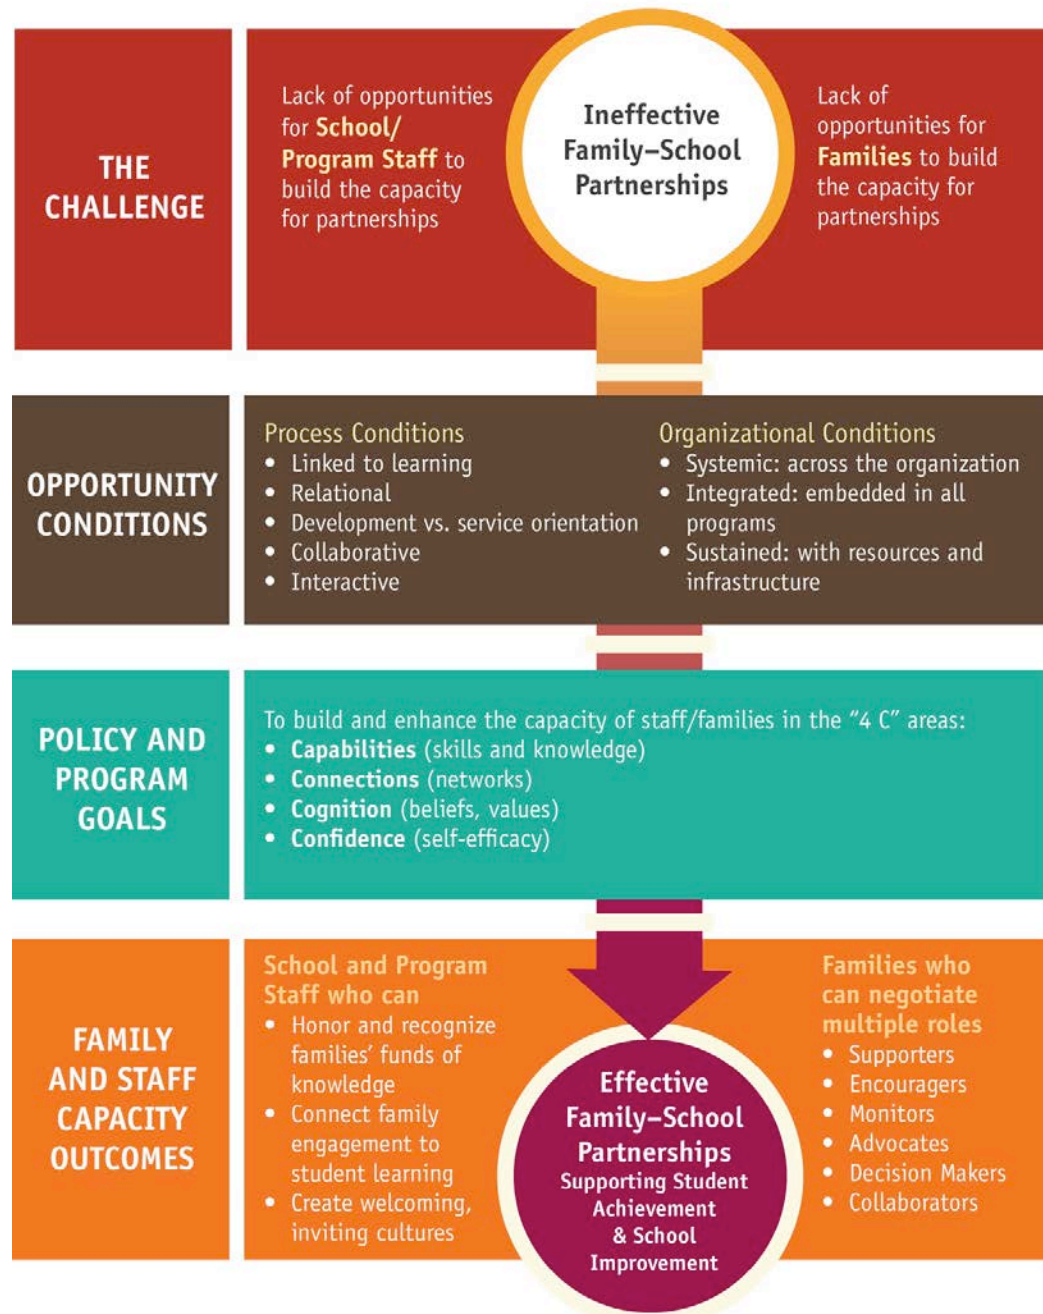 THE
CHALLENGE
Lack of opportunities
for School/
Program Staff to
build the capacity
for partnerships
Ineffective
Family–School
Partnerships
Lack of
opportunities for
Families to build
the capacity for
partnerships
OPPORTUNITY
CONDITIONS
Process Conditions
• Linked to learning
• Relational
• Development vs. service orientation
• Collaborative
• Interactive
Organizational Conditions
• Systemic: across the organization
• Integrated: embedded in all
programs
• Sustained: with resources and
infrastructure
POLICY AND
PROGRAM
GOALS
To build and enhance the capacity of staff/families in the “4 C” areas:
• Capabilities (skills and knowledge)
• Connections (networks)
• Cognition (beliefs, values)
• Confidence (self-efficacy)
FAMILY
AND STAFF
CAPACITY
OUTCOMES
School and Program
Staff who can
• Honor and recognize
families’ funds of
knowledge
• Connect family
engagement to
student learning
• Create welcoming,
inviting cultures
Effective
Family–School
Partnerships
Supporting Student
Achievement
& School
Improvement
Families who
can negotiate
multiple roles
• Supporters
• Encouragers
• Monitors
• Advocates
• Decision Makers
• Collaborators